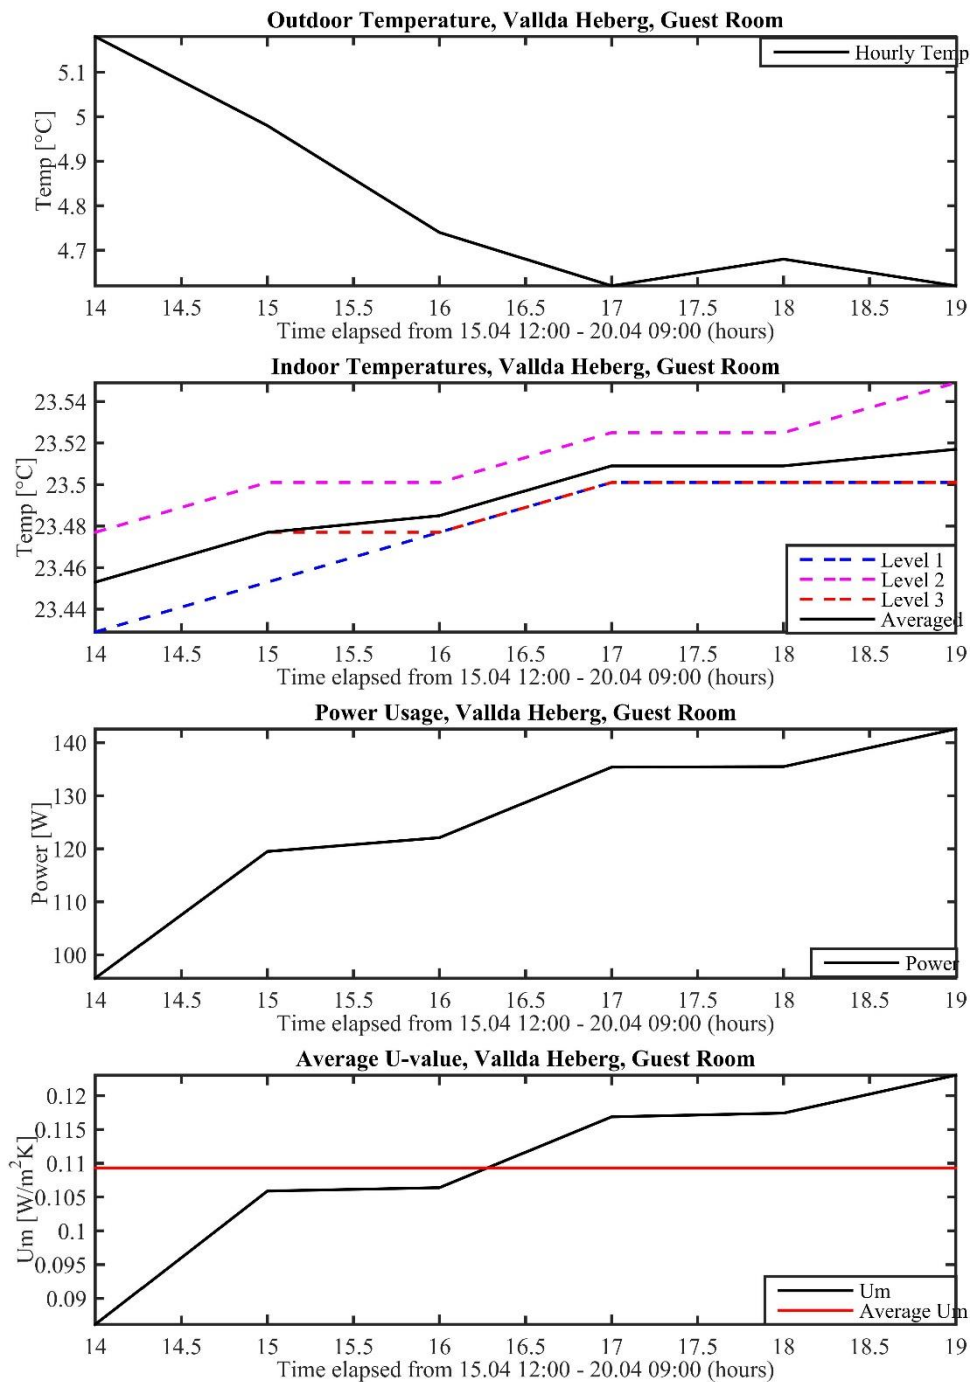 Outdoor Temperature, Vallda Heberg, Guest Room
Hourly Temp
Temp [°C]
5.1
5
4.9
4.8
4.7
14 14.5 15 15.5 16 16.5 17 17.5 18 18.5 19
Time elapsed from 15.04 12:00 - 20.04 09:00 (hours)
Indoor Temperatures, Vallda Heberg, Guest Room
Temp [°C]
23.54
23.52
23.5
23.48
23.46
23.44
Level 1
Level 2
Level 3
Averaged
14 14.5 15 15.5 16 16.5 17 17.5 18 18.5 19
Time elapsed from 15.04 12:00 - 20.04 09:00 (hours)
Power Usage, Vallda Heberg, Guest Room
Power [W]
140
130
120
110
100
Power
14 14.5 15 15.5 16 16.5 17 17.5 18 18.5 19
Time elapsed from 15.04 12:00 - 20.04 09:00 (hours)
Average U-value, Vallda Heberg, Guest Room
Um [W/m²K]
0.12
0.115
0.11
0.105
0.1
0.095
0.09
Um
Average Um
14 14.5 15 15.5 16 16.5 17 17.5 18 18.5 19
Time elapsed from 15.04 12:00 - 20.04 09:00 (hours)